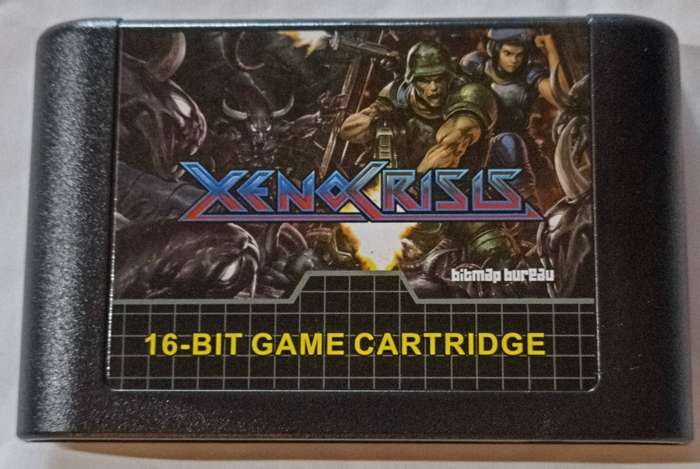 XENOCRISIS
bitmap bureau
16-BIT GAME CARTRIDGE